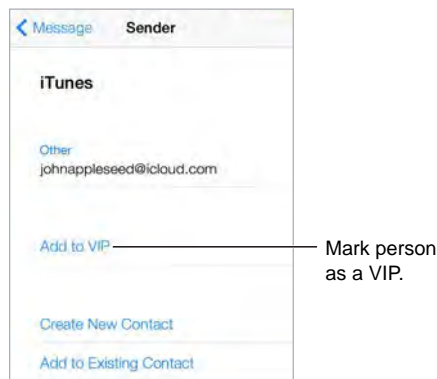 Message Sender
iTunes
Other
johnappleseed@icloud.com
Add to VIP
Mark person
as a VIP.
Create New Contact
Add to Existing Contact